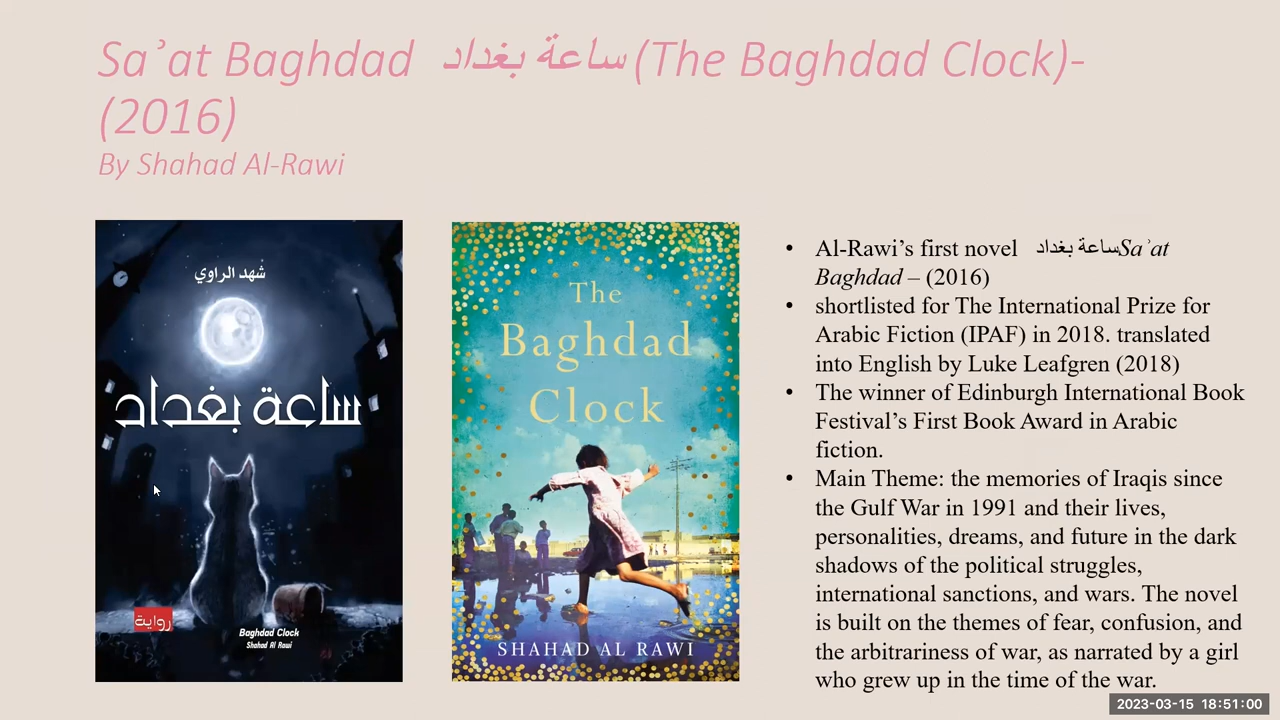 Saʾat Baghdad ساعة بغداد (The Baghdad Clock)-
(2016)
By Shahad Al-Rawi
شهد الراوي
ساعة بغداد
رواية
Baghdad Clock
Shahad Al Rawi
The
Baghdad
Clock
SHAHAD AL RAWI
• Al-Rawi’s first novel ساعة بغدادSaʾat
Baghdad – (2016)
• shortlisted for The International Prize for
Arabic Fiction (IPAF) in 2018. translated
into English by Luke Leafgren (2018)
• The winner of Edinburgh International Book
Festival’s First Book Award in Arabic
fiction.
• Main Theme: the memories of Iraqis since
the Gulf War in 1991 and their lives,
personalities, dreams, and future in the dark
shadows of the political struggles,
international sanctions, and wars. The novel
is built on the themes of fear, confusion, and
the arbitrariness of war, as narrated by a girl
who grew up in the time of the war.
2023-03-15 18:51:00